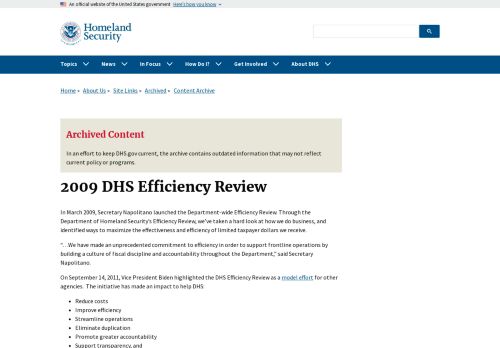 An official website of the United States government Here's how you know
Homeland
Security
Topics News In Focus How Do I? Get Involved About DHS
Home » About Us » Site Links » Archived » Content Archive
Archived Content
In an effort to keep DHS.gov current, the archive contains outdated information that may not reflect
current policy or programs.
2009 DHS Efficiency Review
In March 2009, Secretary Napolitano launched the Department-wide Efficiency Review. Through the
Department of Homeland Security's Efficiency Review, we've taken a hard look at how we do business, and
identified ways to maximize the effectiveness and efficiency of limited taxpayer dollars we receive.
"…We have made an unprecedented commitment to efficiency in order to support frontline operations by
building a culture of fiscal discipline and accountability throughout the Department," said Secretary
Napolitano.
On September 14, 2011, Vice President Biden highlighted the DHS Efficiency Review as a model effort for other
agencies. The initiative has made an impact to help DHS:
• Reduce costs
• Improve efficiency
• Streamline operations
• Eliminate duplication
• Promote greater accountability
• Support transparency, and